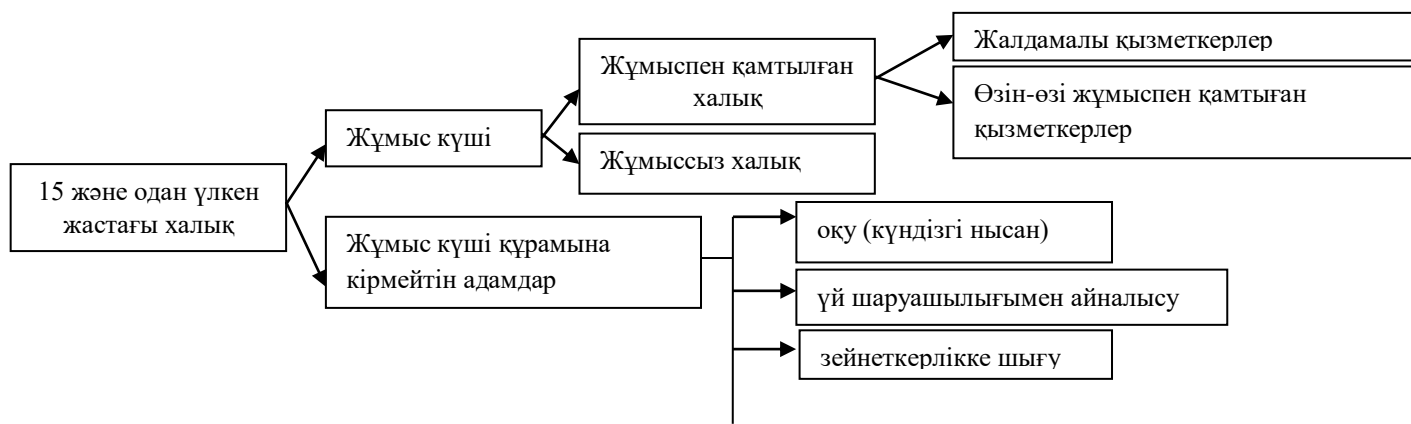 15 және одан үлкен
жастағы халық
Жұмыс күші
Жұмыс күші құрамына
кірмейтін адамдар
Жұмыспен қамтылған
халық
Жұмыссыз халық
Жалдамалы қызметкерлер
Өзін-өзі жұмыспен қамтыған
қызметкерлер
оқу (күндізгі нысан)
үй шаруашылығымен айналысу
зейнеткерлікке шығу